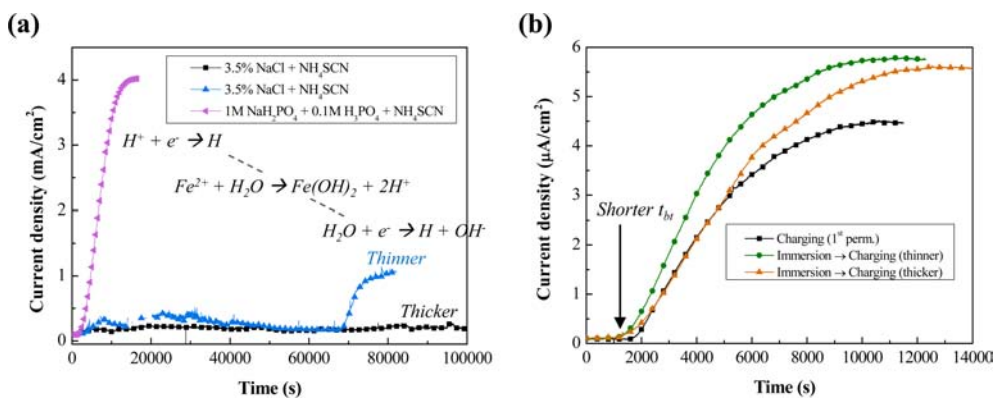 (a)
Current density (mA/cm²)
5
4
3
2
1
0
3.5% NaCl + NH₄SCN
3.5% NaCl + NH₄SCN
1M NaH₂PO₄ + 0.1M H₃PO₄ + NH₄SCN
H⁺ + e⁻ → H
Fe²⁺ + H₂O → Fe(OH)₂ + 2H⁺
H₂O + e⁻ → H + OH⁻
Thinner
Thicker
0 20000 40000 60000 80000 100000
Time (s)
(b)
Current density (μA/cm²)
6
5
4
3
2
1
0
Shorter t_bt
Charging (1ˢᵗ perm.)
Immersion → Charging (thinner)
Immersion → Charging (thicker)
0 2000 4000 6000 8000 10000 12000 14000
Time (s)